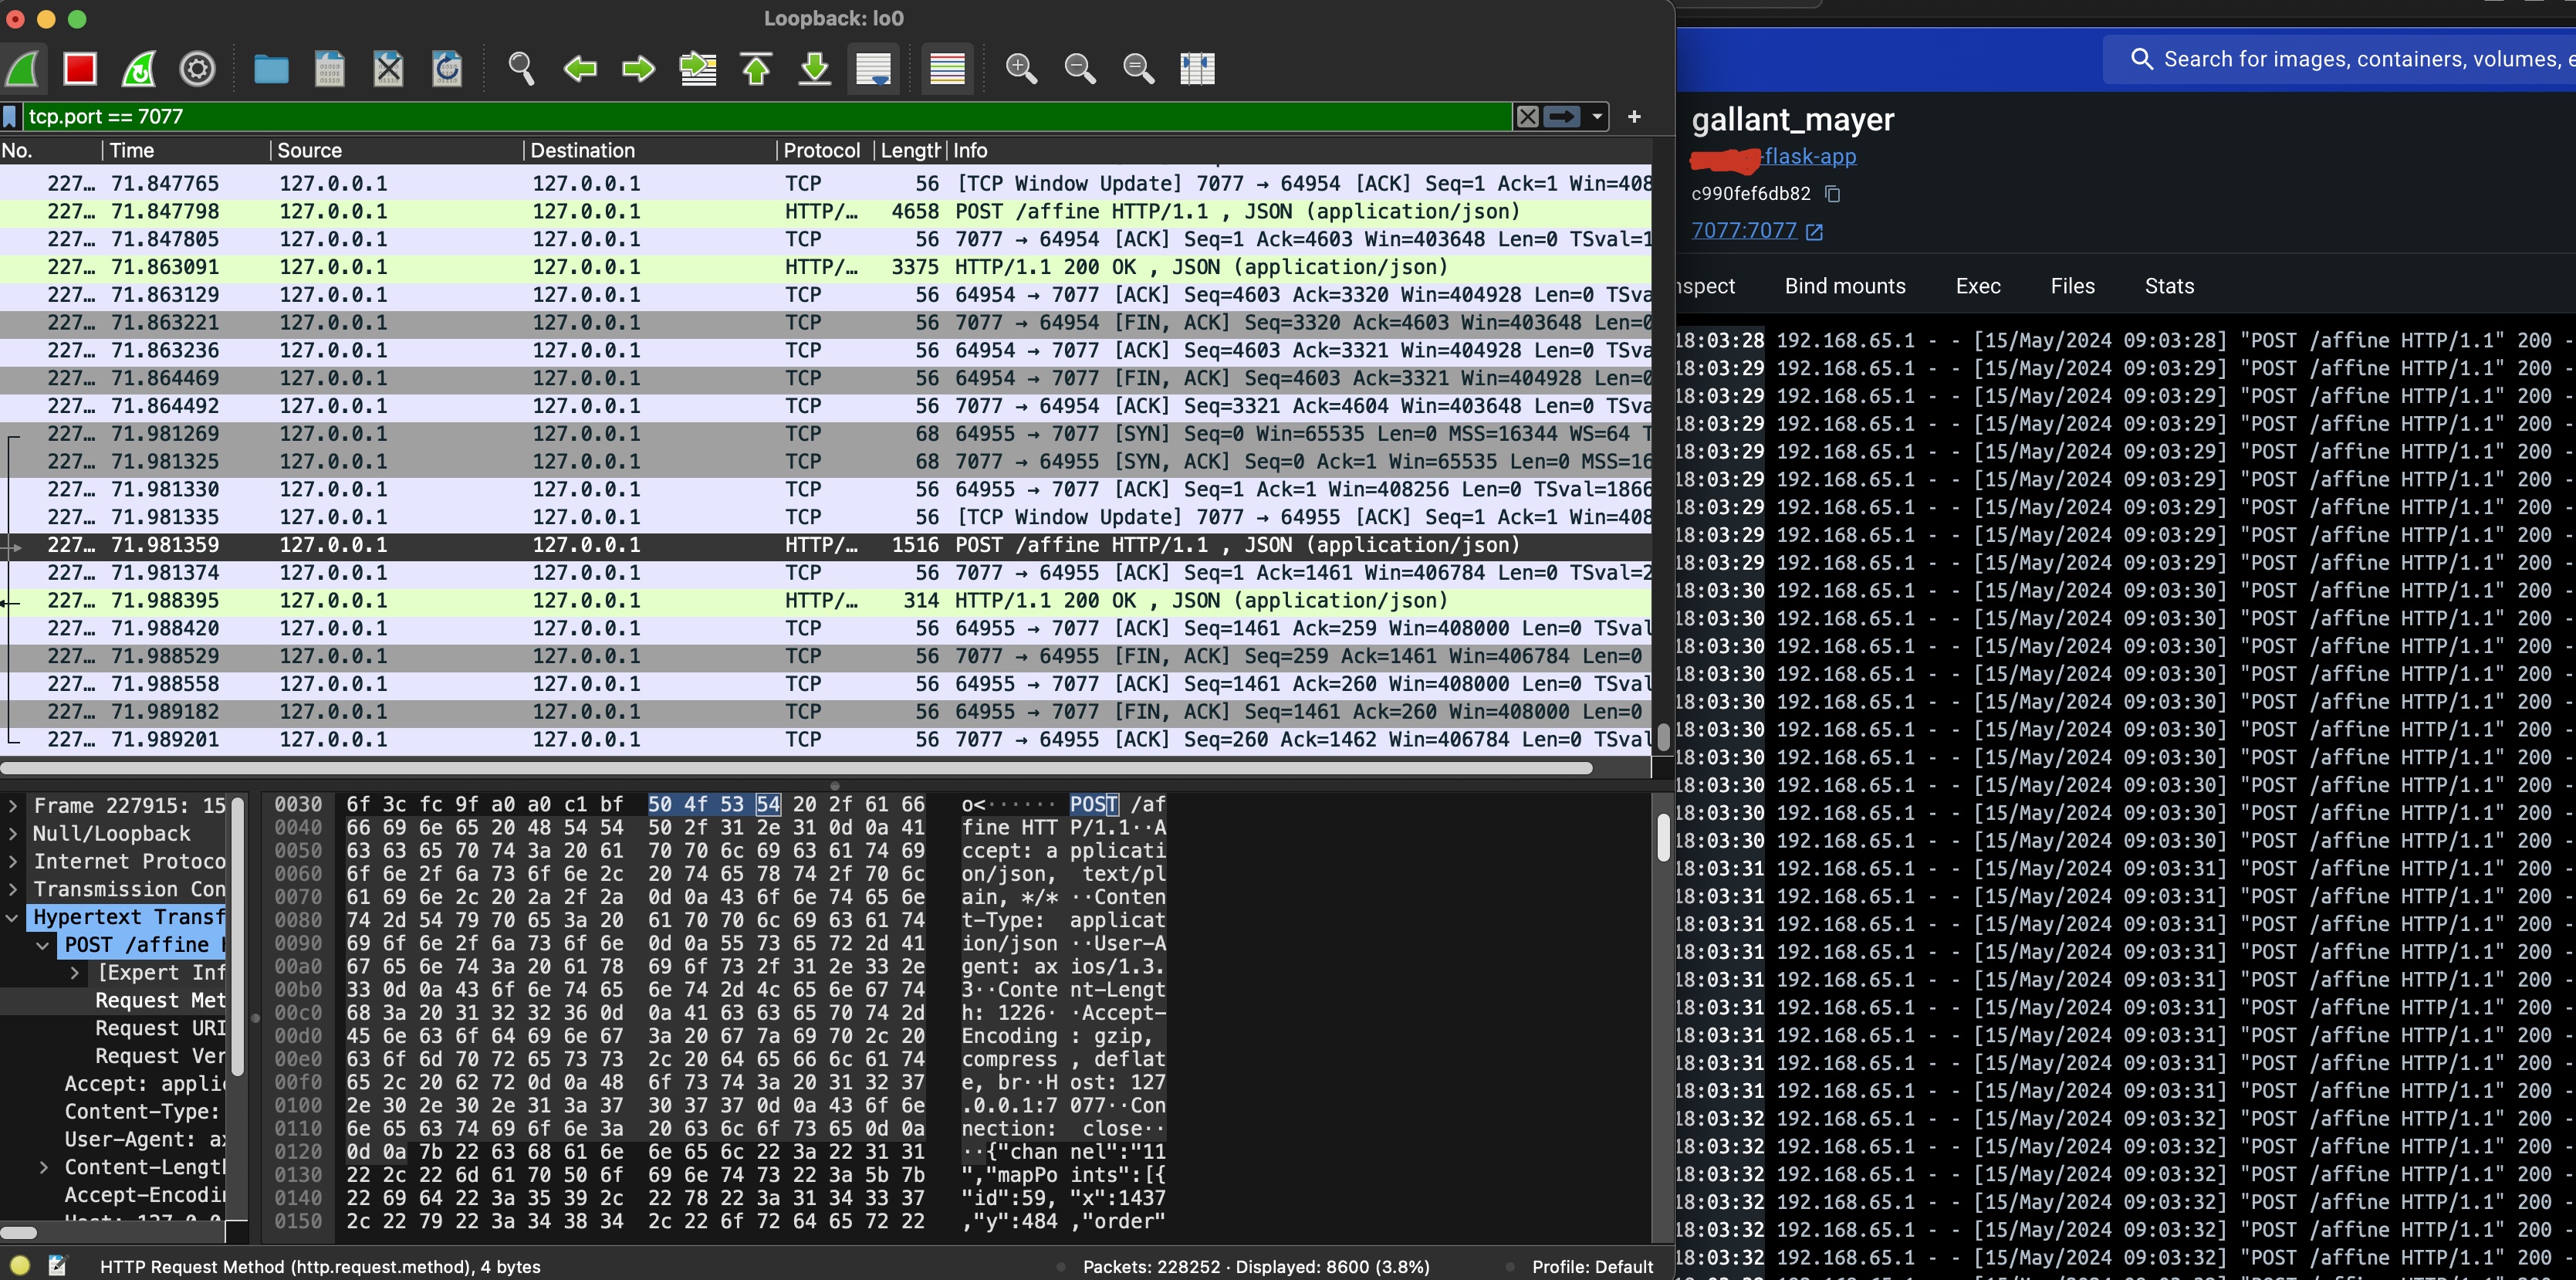 Loopback: lo0
tcp.port == 7077
No. Time Source Destination Protocol Length Info
227… 71.847765 127.0.0.1 127.0.0.1 TCP 56 [TCP Window Update] 7077 → 64954 [ACK] Seq=1 Ack=1 Win=408
227… 71.847798 127.0.0.1 127.0.0.1 HTTP/… 4658 POST /affine HTTP/1.1 , JSON (application/json)
227… 71.847805 127.0.0.1 127.0.0.1 TCP 56 7077 → 64954 [ACK] Seq=1 Ack=4603 Win=403648 Len=0 TSval=1
227… 71.863091 127.0.0.1 127.0.0.1 HTTP/… 3375 HTTP/1.1 200 OK , JSON (application/json)
227… 71.863129 127.0.0.1 127.0.0.1 TCP 56 64954 → 7077 [ACK] Seq=4603 Ack=3320 Win=404928 Len=0 TSva
227… 71.863221 127.0.0.1 127.0.0.1 TCP 56 7077 → 64954 [FIN, ACK] Seq=3320 Ack=4603 Win=403648 Len=0
227… 71.863236 127.0.0.1 127.0.0.1 TCP 56 64954 → 7077 [ACK] Seq=4603 Ack=3321 Win=404928 Len=0 TSva
227… 71.864469 127.0.0.1 127.0.0.1 TCP 56 64954 → 7077 [FIN, ACK] Seq=4603 Ack=3321 Win=404928 Len=0
227… 71.864492 127.0.0.1 127.0.0.1 TCP 56 7077 → 64954 [ACK] Seq=3321 Ack=4604 Win=403648 Len=0 TSva
227… 71.981269 127.0.0.1 127.0.0.1 TCP 68 64955 → 7077 [SYN] Seq=0 Win=65535 Len=0 MSS=16344 WS=64 T
227… 71.981325 127.0.0.1 127.0.0.1 TCP 68 7077 → 64955 [SYN, ACK] Seq=0 Ack=1 Win=65535 Len=0 MSS=16
227… 71.981330 127.0.0.1 127.0.0.1 TCP 56 64955 → 7077 [ACK] Seq=1 Ack=1 Win=408256 Len=0 TSval=1866
227… 71.981335 127.0.0.1 127.0.0.1 TCP 56 [TCP Window Update] 7077 → 64955 [ACK] Seq=1 Ack=1 Win=408
227… 71.981359 127.0.0.1 127.0.0.1 HTTP/… 1516 POST /affine HTTP/1.1 , JSON (application/json)
227… 71.981374 127.0.0.1 127.0.0.1 TCP 56 7077 → 64955 [ACK] Seq=1 Ack=1461 Win=406784 Len=0 TSval=2
227… 71.988395 127.0.0.1 127.0.0.1 HTTP/… 314 HTTP/1.1 200 OK , JSON (application/json)
227… 71.988420 127.0.0.1 127.0.0.1 TCP 56 64955 → 7077 [ACK] Seq=1461 Ack=259 Win=408000 Len=0 TSval
227… 71.988529 127.0.0.1 127.0.0.1 TCP 56 7077 → 64955 [FIN, ACK] Seq=259 Ack=1461 Win=406784 Len=0
227… 71.988558 127.0.0.1 127.0.0.1 TCP 56 64955 → 7077 [ACK] Seq=1461 Ack=260 Win=408000 Len=0 TSval
227… 71.989182 127.0.0.1 127.0.0.1 TCP 56 64955 → 7077 [FIN, ACK] Seq=1461 Ack=260 Win=408000 Len=0
227… 71.989201 127.0.0.1 127.0.0.1 TCP 56 7077 → 64955 [ACK] Seq=260 Ack=1462 Win=406784 Len=0 TSval
Frame 227915: 15
Null/Loopback
Internet Protoco
Transmission Con
Hypertext Transf
POST /affine H
[Expert Inf
Request Met
Request URI
Request Ver
Accept: appli
Content-Type:
User-Agent: ax
Content-Lengt
Accept-Encodin
Host: 127.0.0
0030 6f 3c fc 9f a0 a0 c1 bf 50 4f 53 54 20 2f 61 66 o<······ POST /af
0040 66 69 6e 65 20 48 54 54 50 2f 31 2e 31 0d 0a 41 fine HTT P/1.1··A
0050 63 63 65 70 74 3a 20 61 70 70 6c 69 63 61 74 69 ccept: a pplicati
0060 6f 6e 2f 6a 73 6f 6e 2c 20 74 65 78 74 2f 70 6c on/json, text/pl
0070 61 69 6e 2c 20 2a 2f 2a 0d 0a 43 6f 6e 74 65 6e ain, */* ··Conten
0080 74 2d 54 79 70 65 3a 20 61 70 70 6c 69 63 61 74 t-Type: applicat
0090 69 6f 6e 2f 6a 73 6f 6e 0d 0a 55 73 65 72 2d 41 ion/json ··User-A
00a0 67 65 6e 74 3a 20 61 78 69 6f 73 2f 31 2e 33 2e gent: ax ios/1.3.
00b0 33 0d 0a 43 6f 6e 74 65 6e 74 2d 4c 65 6e 67 74 3··Conte nt-Lengt
00c0 68 3a 20 31 32 32 36 0d 0a 41 63 63 65 70 74 2d h: 1226· ·Accept-
00d0 45 6e 63 6f 64 69 6e 67 3a 20 67 7a 69 70 2c 20 Encoding : gzip,
00e0 63 6f 6d 70 72 65 73 73 2c 20 64 65 66 6c 61 74 compress , deflat
00f0 65 2c 20 62 72 0d 0a 48 6f 73 74 3a 20 31 32 37 e, br··H ost: 127
0100 2e 30 2e 30 2e 31 3a 37 30 37 37 0d 0a 43 6f 6e .0.0.1:7 077··Con
0110 6e 65 63 74 69 6f 6e 3a 20 63 6c 6f 73 65 0d 0a nection: close··
0120 0d 0a 7b 22 63 68 61 6e 6e 65 6c 22 3a 22 31 31 ··{"chan nel":"11
0130 22 2c 22 6d 61 70 50 6f 69 6e 74 73 22 3a 5b 7b ","mapPo ints":[{
0140 22 69 64 22 3a 35 39 2c 22 78 22 3a 31 34 33 37 "id":59, "x":1437
0150 2c 22 79 22 3a 34 38 34 2c 22 6f 72 64 65 72 22 ,"y":484 ,"order"
HTTP Request Method (http.request.method), 4 bytes
Packets: 228252 · Displayed: 8600 (3.8%)
Profile: Default
Search for images, containers, volumes, e
gallant_mayer
-flask-app
c990fef6db82
7077:7077
nspect Bind mounts Exec Files Stats
18:03:28 192.168.65.1 - - [15/May/2024 09:03:28] "POST /affine HTTP/1.1" 200 -
18:03:29 192.168.65.1 - - [15/May/2024 09:03:29] "POST /affine HTTP/1.1" 200 -
18:03:29 192.168.65.1 - - [15/May/2024 09:03:29] "POST /affine HTTP/1.1" 200 -
18:03:29 192.168.65.1 - - [15/May/2024 09:03:29] "POST /affine HTTP/1.1" 200 -
18:03:29 192.168.65.1 - - [15/May/2024 09:03:29] "POST /affine HTTP/1.1" 200 -
18:03:29 192.168.65.1 - - [15/May/2024 09:03:29] "POST /affine HTTP/1.1" 200 -
18:03:29 192.168.65.1 - - [15/May/2024 09:03:29] "POST /affine HTTP/1.1" 200 -
18:03:29 192.168.65.1 - - [15/May/2024 09:03:29] "POST /affine HTTP/1.1" 200 -
18:03:29 192.168.65.1 - - [15/May/2024 09:03:29] "POST /affine HTTP/1.1" 200 -
18:03:30 192.168.65.1 - - [15/May/2024 09:03:30] "POST /affine HTTP/1.1" 200 -
18:03:30 192.168.65.1 - - [15/May/2024 09:03:30] "POST /affine HTTP/1.1" 200 -
18:03:30 192.168.65.1 - - [15/May/2024 09:03:30] "POST /affine HTTP/1.1" 200 -
18:03:30 192.168.65.1 - - [15/May/2024 09:03:30] "POST /affine HTTP/1.1" 200 -
18:03:30 192.168.65.1 - - [15/May/2024 09:03:30] "POST /affine HTTP/1.1" 200 -
18:03:30 192.168.65.1 - - [15/May/2024 09:03:30] "POST /affine HTTP/1.1" 200 -
18:03:30 192.168.65.1 - - [15/May/2024 09:03:30] "POST /affine HTTP/1.1" 200 -
18:03:30 192.168.65.1 - - [15/May/2024 09:03:30] "POST /affine HTTP/1.1" 200 -
18:03:30 192.168.65.1 - - [15/May/2024 09:03:30] "POST /affine HTTP/1.1" 200 -
18:03:30 192.168.65.1 - - [15/May/2024 09:03:30] "POST /affine HTTP/1.1" 200 -
18:03:31 192.168.65.1 - - [15/May/2024 09:03:31] "POST /affine HTTP/1.1" 200 -
18:03:31 192.168.65.1 - - [15/May/2024 09:03:31] "POST /affine HTTP/1.1" 200 -
18:03:31 192.168.65.1 - - [15/May/2024 09:03:31] "POST /affine HTTP/1.1" 200 -
18:03:31 192.168.65.1 - - [15/May/2024 09:03:31] "POST /affine HTTP/1.1" 200 -
18:03:31 192.168.65.1 - - [15/May/2024 09:03:31] "POST /affine HTTP/1.1" 200 -
18:03:31 192.168.65.1 - - [15/May/2024 09:03:31] "POST /affine HTTP/1.1" 200 -
18:03:31 192.168.65.1 - - [15/May/2024 09:03:31] "POST /affine HTTP/1.1" 200 -
18:03:31 192.168.65.1 - - [15/May/2024 09:03:31] "POST /affine HTTP/1.1" 200 -
18:03:31 192.168.65.1 - - [15/May/2024 09:03:31] "POST /affine HTTP/1.1" 200 -
18:03:32 192.168.65.1 - - [15/May/2024 09:03:32] "POST /affine HTTP/1.1" 200 -
18:03:32 192.168.65.1 - - [15/May/2024 09:03:32] "POST /affine HTTP/1.1" 200 -
18:03:32 192.168.65.1 - - [15/May/2024 09:03:32] "POST /affine HTTP/1.1" 200 -
18:03:32 192.168.65.1 - - [15/May/2024 09:03:32] "POST /affine HTTP/1.1" 200 -
18:03:32 192.168.65.1 - - [15/May/2024 09:03:32] "POST /affine HTTP/1.1" 200 -
18:03:32 192.168.65.1 - - [15/May/2024 09:03:32] "POST /affine HTTP/1.1" 200 -